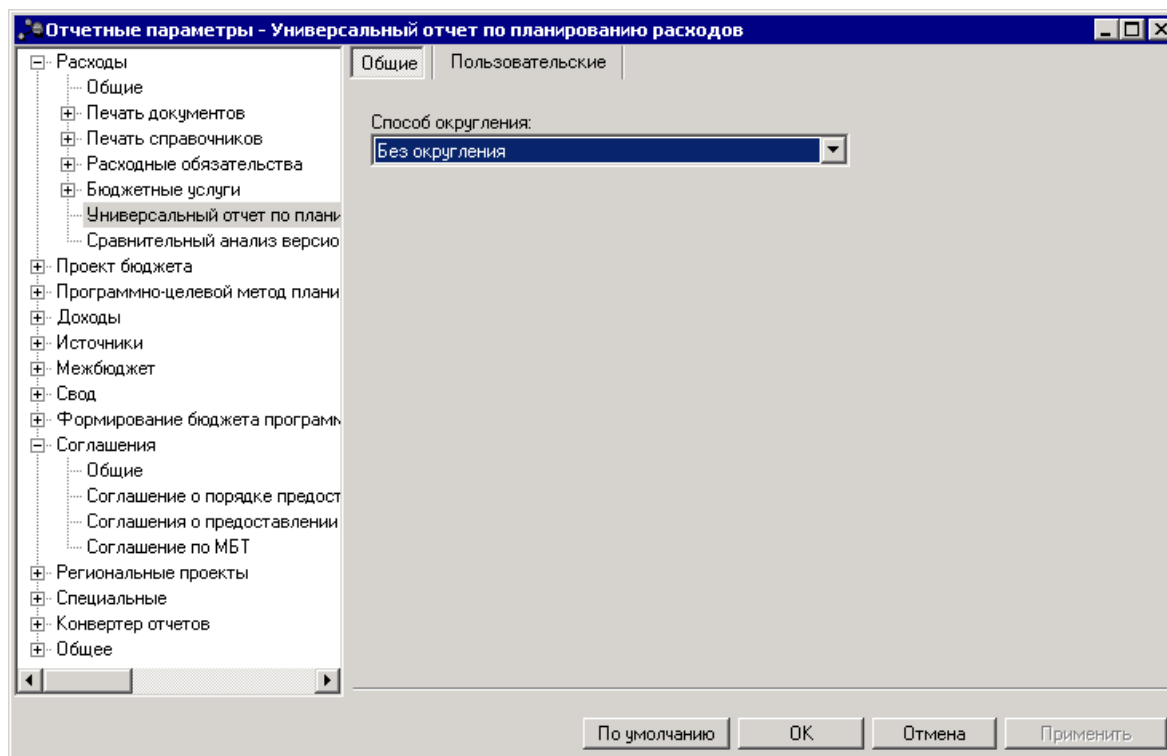 Отчетные параметры - Универсальный отчет по планированию расходов
Расходы
Общие
Печать документов
Печать справочников
Расходные обязательства
Бюджетные услуги
Универсальный отчет по плани
Сравнительный анализ версио
Проект бюджета
Программно-целевой метод плани
Доходы
Источники
Межбюджет
Свод
Формирование бюджета программ
Соглашения
Общие
Соглашение о порядке предост
Соглашения о предоставлении
Соглашение по МБТ
Региональные проекты
Специальные
Конвертер отчетов
Общее
Общие Пользовательские
Способ округления:
Без округления
По умолчанию OK Отмена Применить